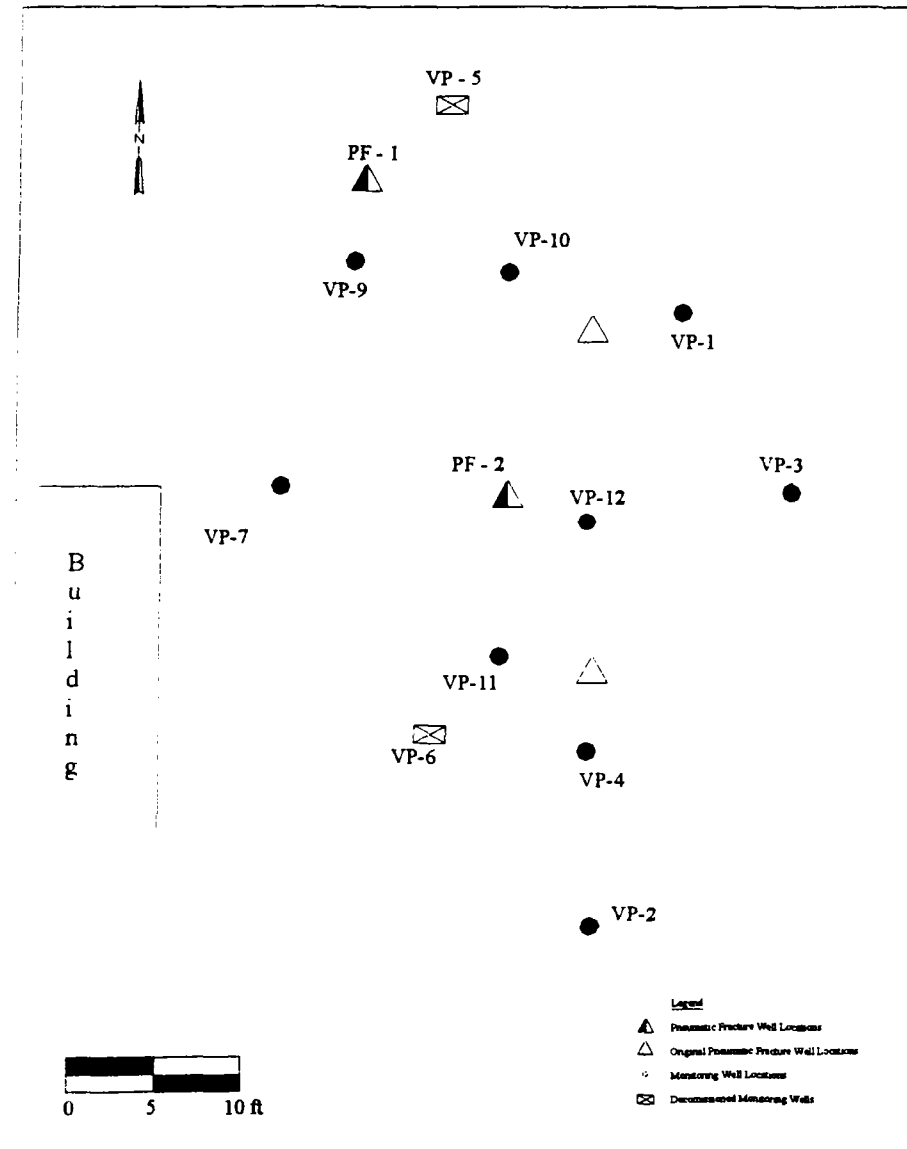 VP - 5
N
PF - 1
VP-10
VP-9
VP-1
PF - 2
VP-3
VP-12
VP-7
Building
VP-11
VP-6
VP-4
VP-2
Legend
Pneumatic Fracture Well Locations
Original Pneumatic Fracture Well Locations
Monitoring Well Locations
Decommissioned Monitoring Wells
0 5 10 ft